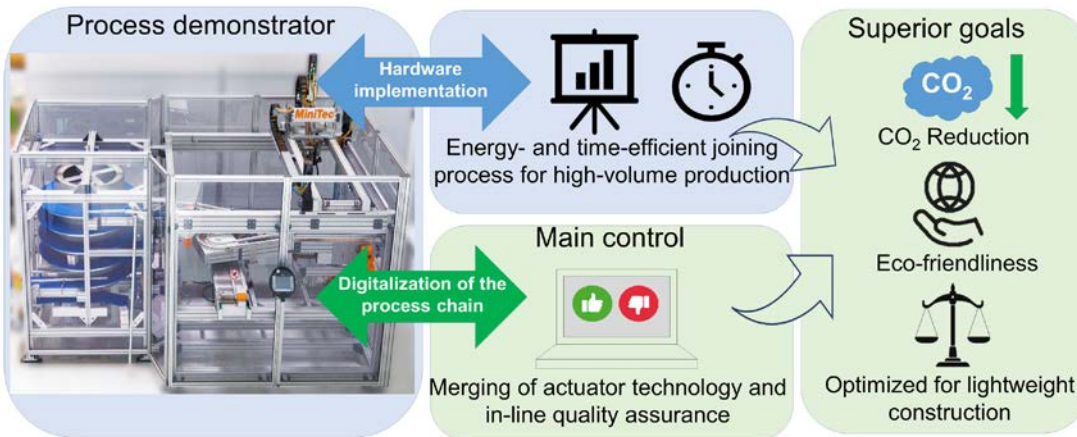 Process demonstrator
MiniTec
Hardware
implementation
Digitalization of the
process chain
Energy- and time-efficient joining
process for high-volume production
Main control
Merging of actuator technology and
in-line quality assurance
Superior goals
CO₂
CO₂ Reduction
Eco-friendliness
Optimized for lightweight
construction